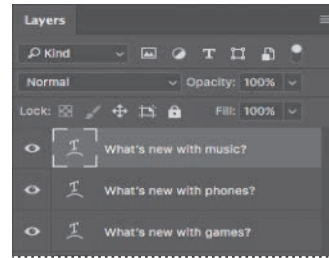 Layers
Kind
Normal Opacity: 100%
Lock: Fill: 100%
What's new with music?
What's new with phones?
What's new with games?